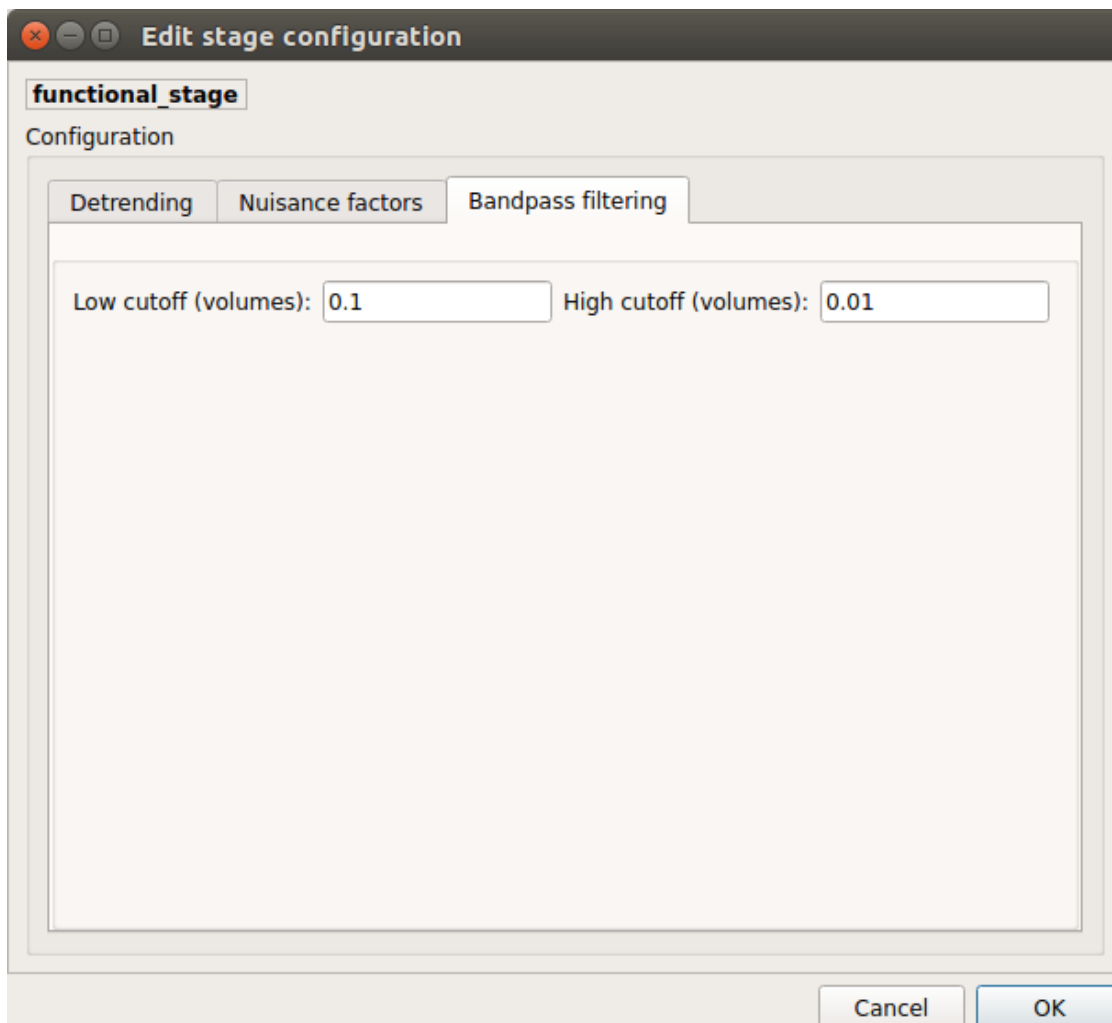 Edit stage configuration
functional_stage
Configuration
Detrending Nuisance factors Bandpass filtering
Low cutoff (volumes): 0.1 High cutoff (volumes): 0.01
Cancel OK